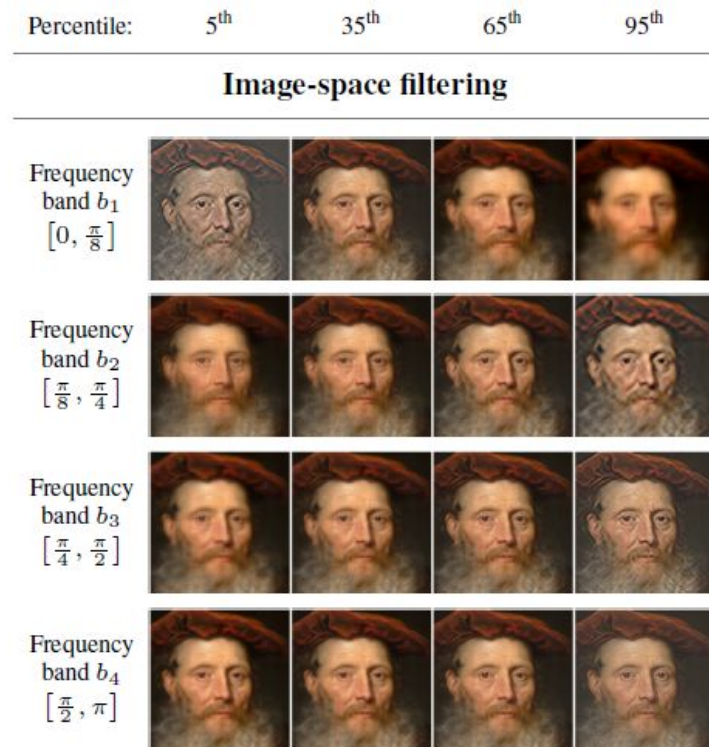 Percentile: 5th 35th 65th 95th
Image-space filtering
Frequency
band b₁
[0, π/8]
Frequency
band b₂
[π/8, π/4]
Frequency
band b₃
[π/4, π/2]
Frequency
band b₄
[π/2, π]